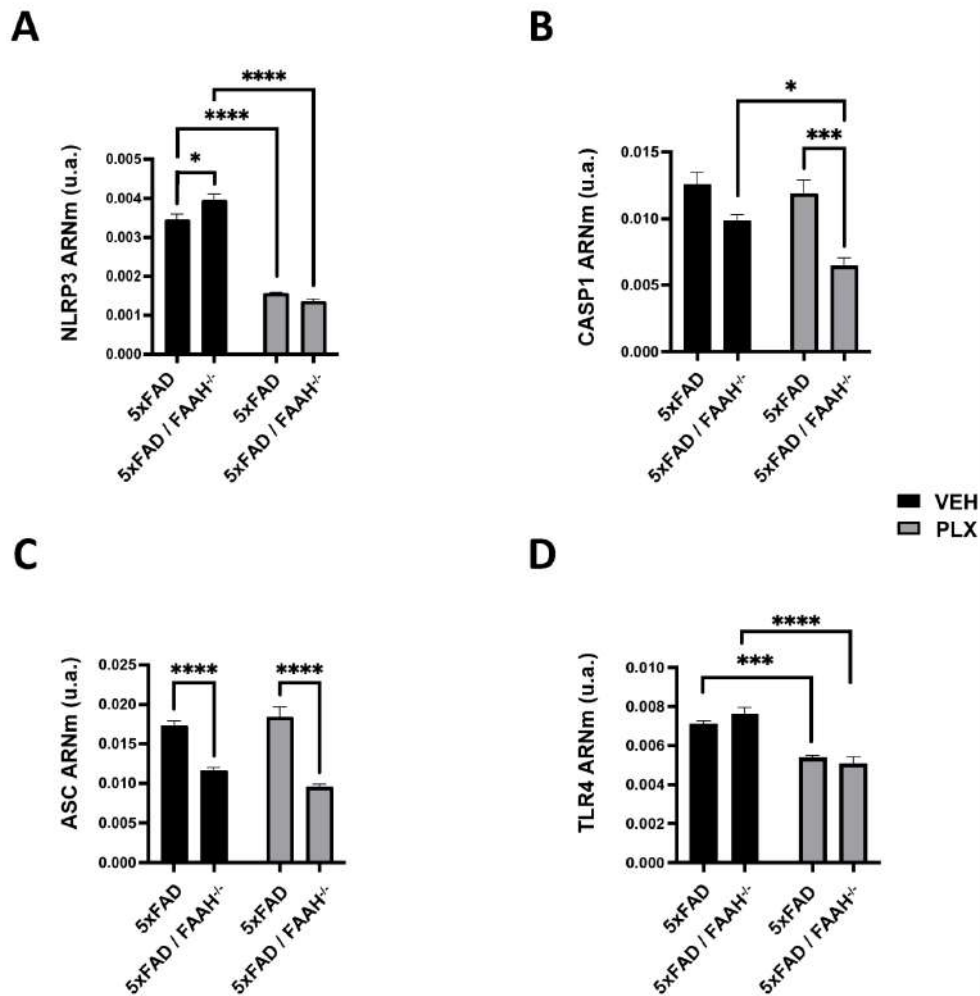 A
****
****
*
NLRP3 ARNm (u.a.)
0.005
0.004
0.003
0.002
0.001
0.000
5xFAD
5xFAD / FAAH-/-
5xFAD
5xFAD / FAAH-/-
B
*
***
CASP1 ARNm (u.a.)
0.015
0.010
0.005
0.000
5xFAD
5xFAD / FAAH-/-
5xFAD
5xFAD / FAAH-/-
VEH
PLX
C
****
****
ASC ARNm (u.a.)
0.025
0.020
0.015
0.010
0.005
0.000
5xFAD
5xFAD / FAAH-/-
5xFAD
5xFAD / FAAH-/-
D
****
***
TLR4 ARNm (u.a.)
0.010
0.008
0.006
0.004
0.002
0.000
5xFAD
5xFAD / FAAH-/-
5xFAD
5xFAD / FAAH-/-